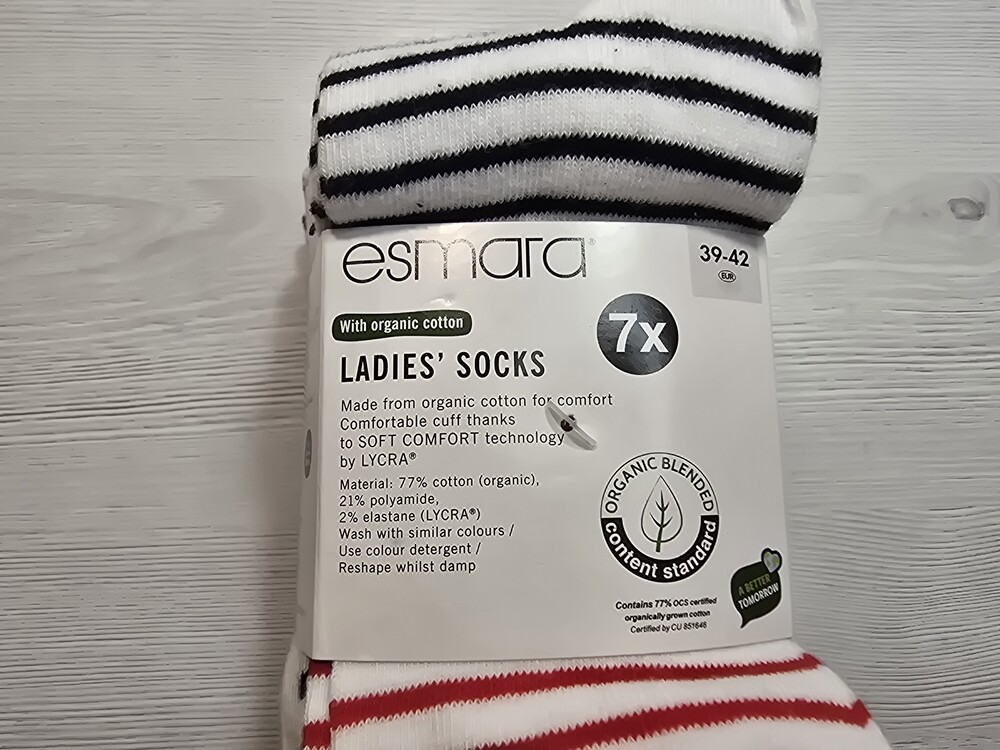 esmara®
39-42
EUR
With organic cotton
7x
LADIES' SOCKS
Made from organic cotton for comfort
Comfortable cuff thanks
to SOFT COMFORT technology
by LYCRA®
Material: 77% cotton (organic),
21% polyamide,
2% elastane (LYCRA®)
Wash with similar colours /
Use colour detergent /
Reshape whilst damp
ORGANIC BLENDED
content standard
A BETTER
TOMORROW
Contains 77% OCS certified
organically grown cotton
Certified by CU 851646